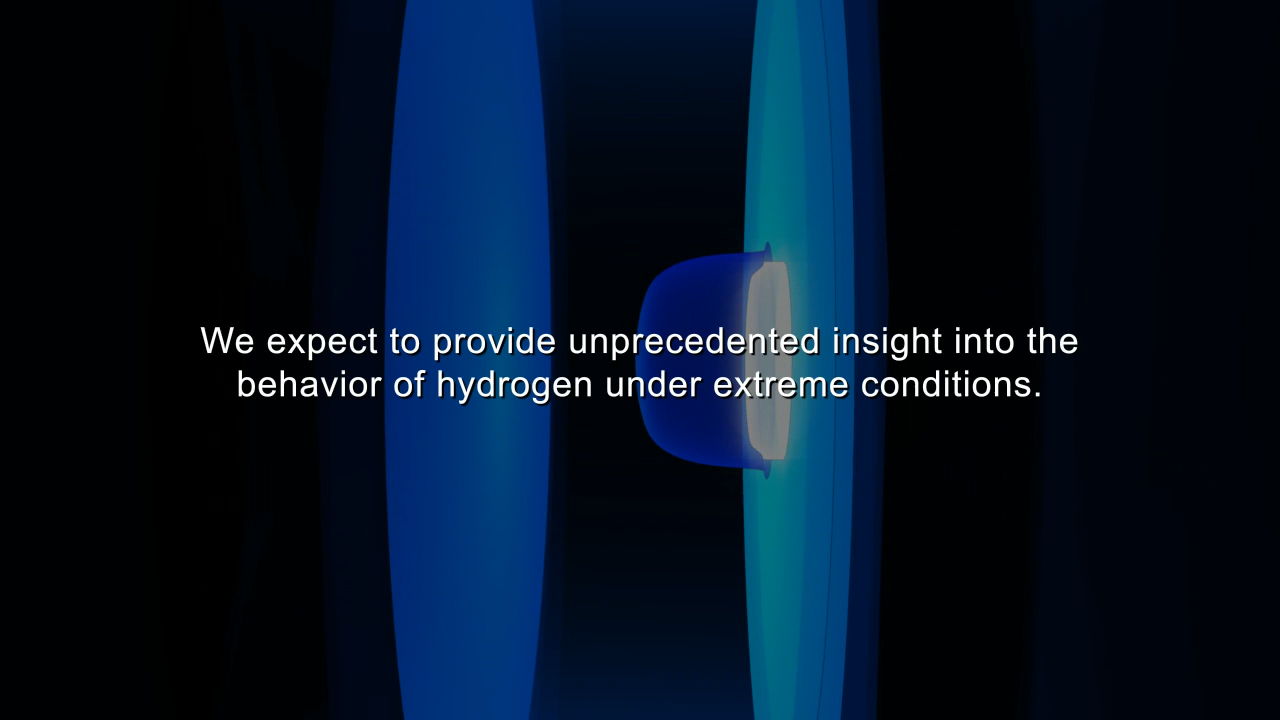 We expect to provide unprecedented insight into the
behavior of hydrogen under extreme conditions.